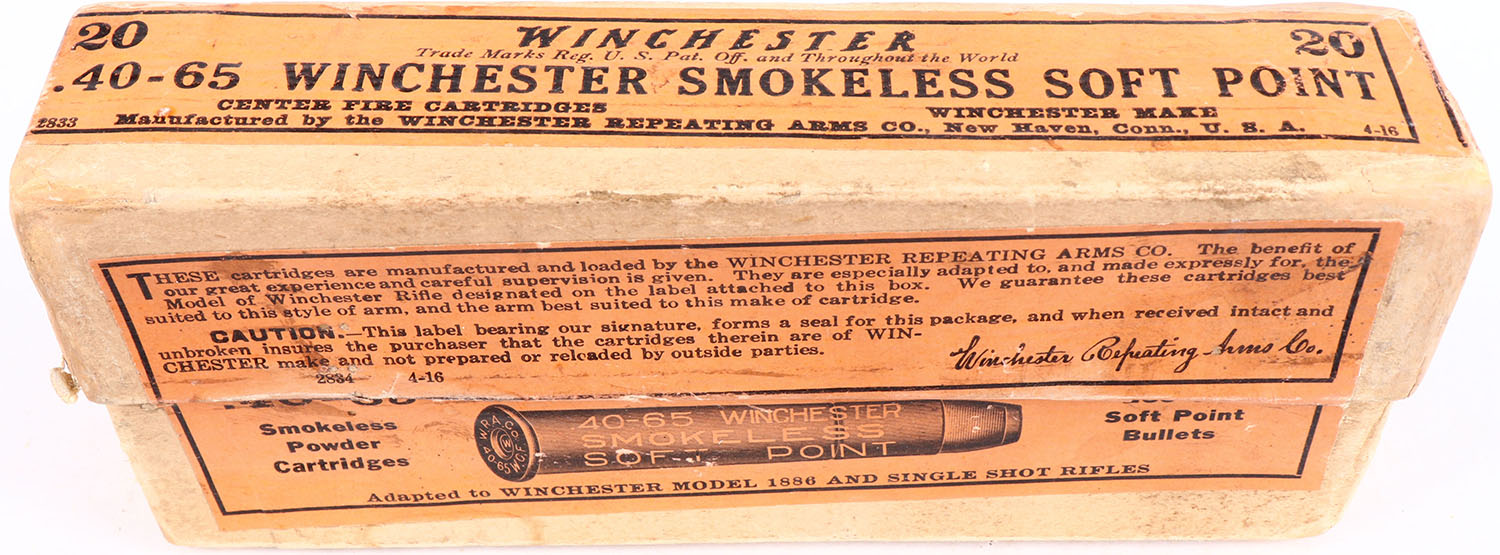 20 WINCHESTER 20
Trade Marks Reg. U. S. Pat. Off. and Throughout the World
.40-65 WINCHESTER SMOKELESS SOFT POINT
CENTER FIRE CARTRIDGES WINCHESTER MAKE
2833 Manufactured by the WINCHESTER REPEATING ARMS CO., New Haven, Conn., U. S. A. 4-16
THESE cartridges are manufactured and loaded by the WINCHESTER REPEATING ARMS CO. The benefit of
our great experience and careful supervision is given. They are especially adapted to, and made expressly for, the
Model of Winchester Rifle designated on the label attached to this box. We guarantee these cartridges best
suited to this style of arm, and the arm best suited to this make of cartridge.
CAUTION.—This label bearing our signature, forms a seal for this package, and when received intact and
unbroken insures the purchaser that the cartridges therein are of WIN-
CHESTER make and not prepared or reloaded by outside parties.
Winchester Repeating Arms Co.
2834 4-16
Smokeless
Powder
Cartridges
W.R.A.Co.
W
40-65 W.C.F.
40-65 WINCHESTER
SMOKELESS
SOFT POINT
Soft Point
Bullets
Adapted to WINCHESTER MODEL 1886 AND SINGLE SHOT RIFLES